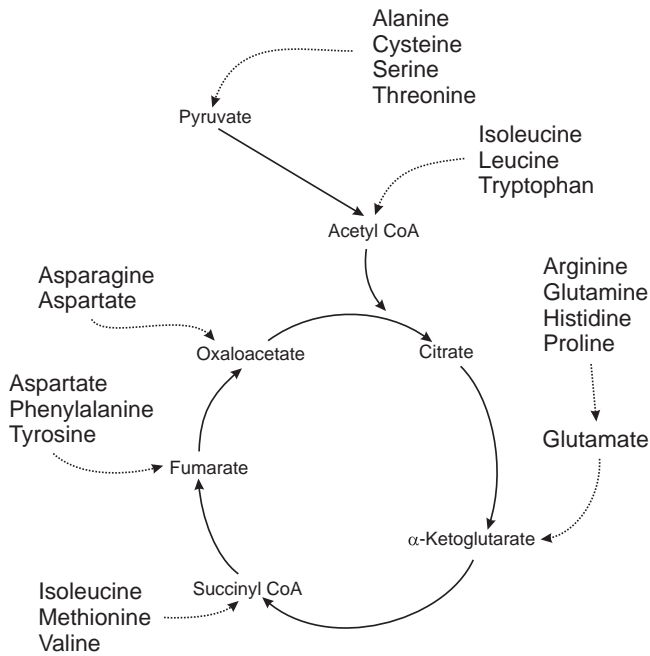 Alanine
Cysteine
Serine
Threonine
Pyruvate
Isoleucine
Leucine
Tryptophan
Acetyl CoA
Asparagine
Aspartate
Arginine
Glutamine
Histidine
Proline
Oxaloacetate
Citrate
Aspartate
Phenylalanine
Tyrosine
Glutamate
Fumarate
α-Ketoglutarate
Isoleucine
Methionine
Valine
Succinyl CoA